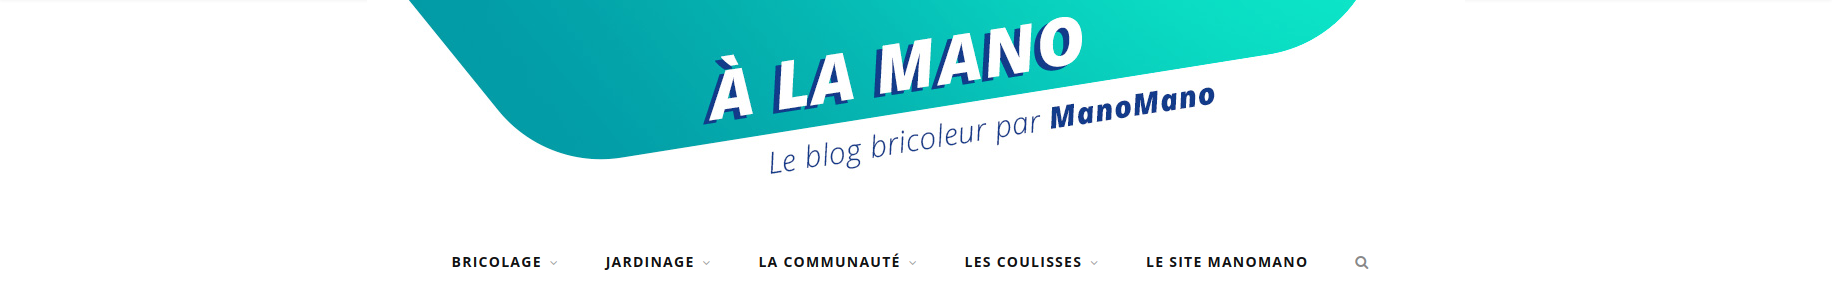 À LA MANO
Le blog bricoleur par ManoMano
BRICOLAGE JARDINAGE LA COMMUNAUTÉ LES COULISSES LE SITE MANOMANO